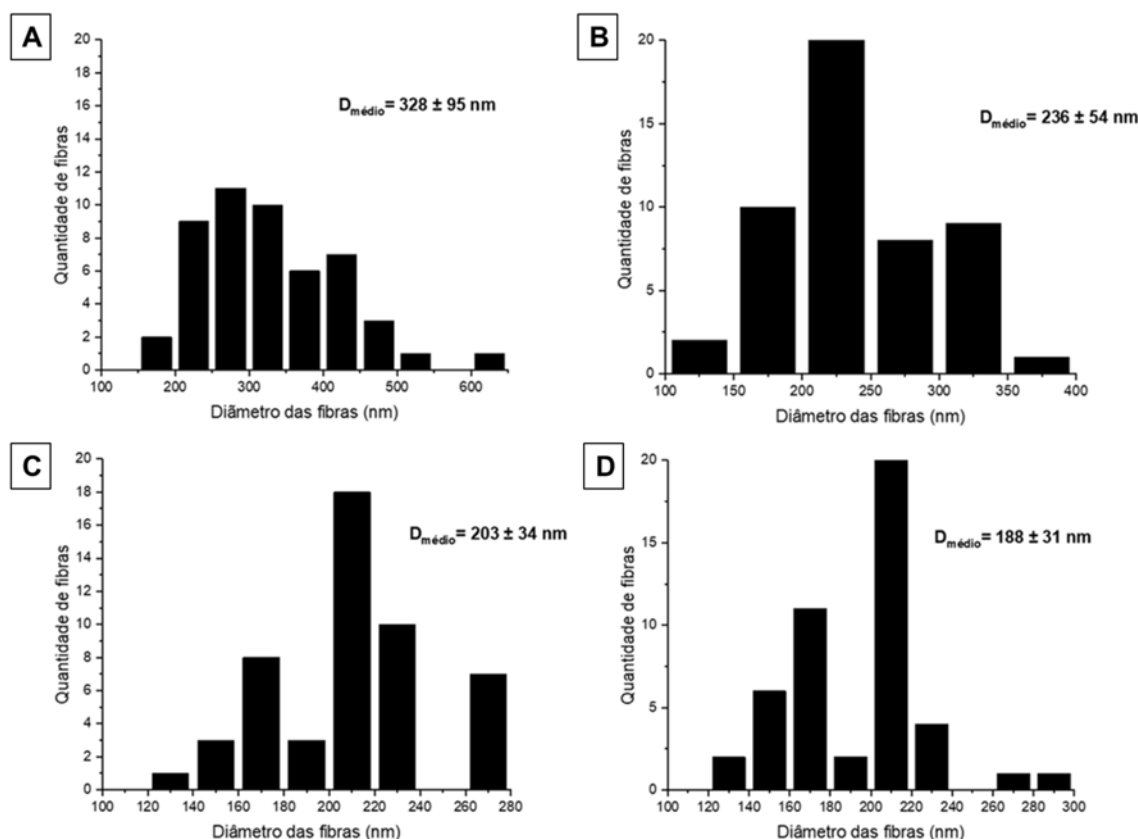 A
20
18
16
14
12
10
8
6
4
2
0
Quantidade de fibras
Dmédio= 328 ± 95 nm
100 200 300 400 500 600
Diãmetro das fibras (nm)
B
20
15
10
5
0
Quantidade de fibras
Dmédio= 236 ± 54 nm
100 150 200 250 300 350 400
Diâmetro das fibras (nm)
C
20
18
16
14
12
10
8
6
4
2
0
Quantidade de fibras
Dmédio= 203 ± 34 nm
100 120 140 160 180 200 220 240 260 280
Diâmetro das fibras (nm)
D
20
15
10
5
0
Quantidade de fibras
Dmédio= 188 ± 31 nm
100 120 140 160 180 200 220 240 260 280 300
Diâmetro das fibras (nm)